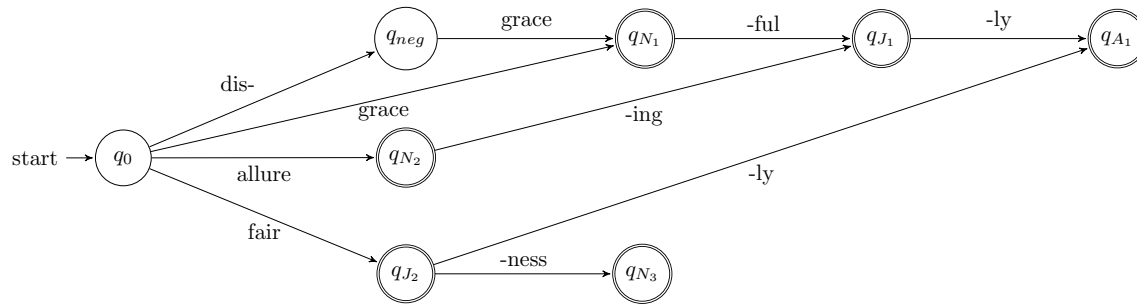 q_neg grace q_N1 -ful q_J1 -ly q_A1
dis-
grace
start q_0 allure q_N2 -ing
-ly
fair
q_J2 -ness q_N3